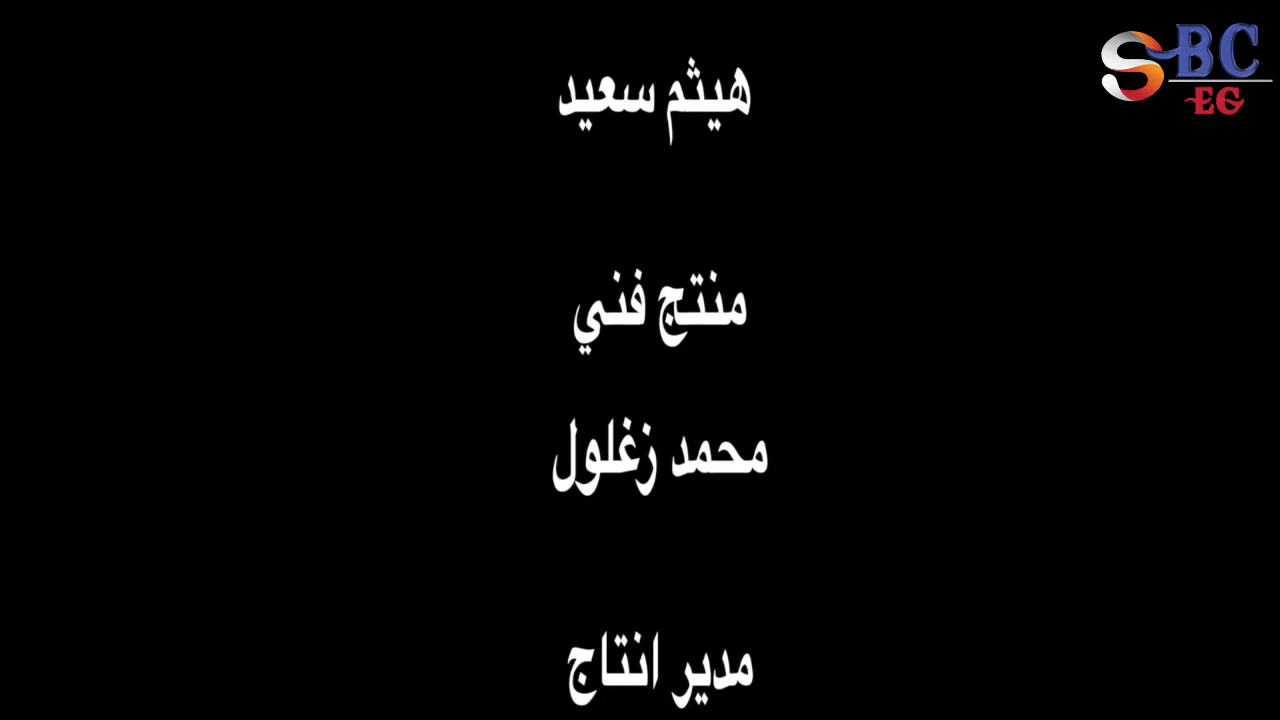 SBC
EG
هيثم سعيد
منتج فني
محمد زغلول
مدير انتاج